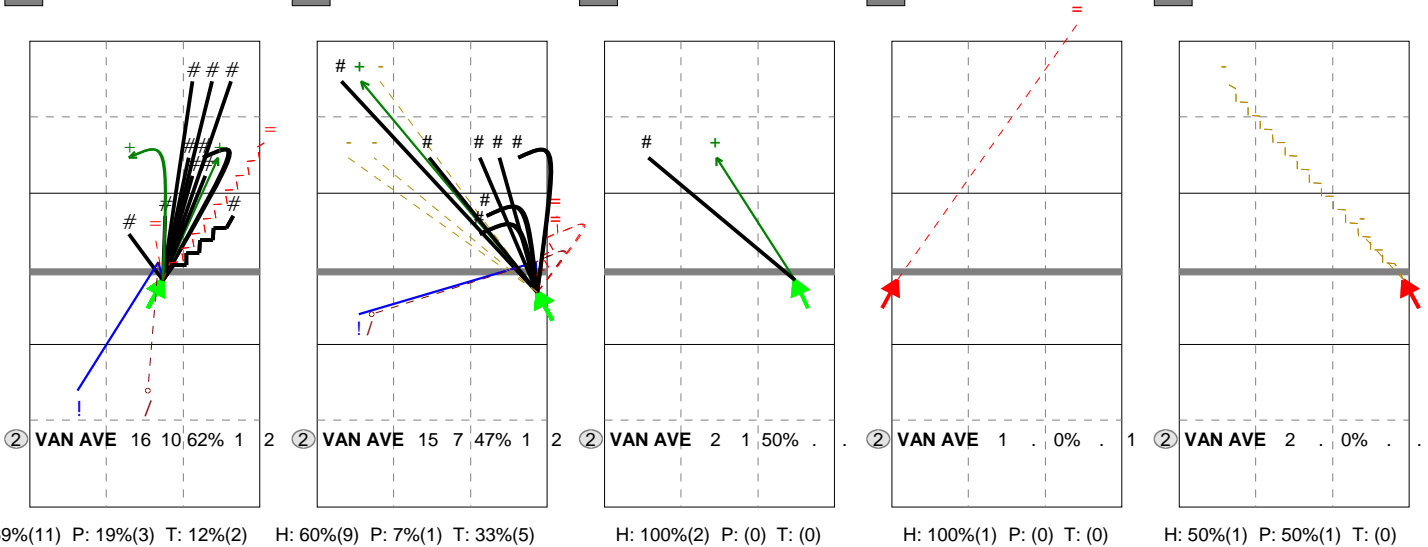 ② VAN AVE 16 10 62% 1 2
② VAN AVE 15 7 47% 1 2
② VAN AVE 2 1 50% . .
② VAN AVE 1 . 0% . 1
② VAN AVE 2 . 0% . .
9%(11) P: 19%(3) T: 12%(2)
H: 60%(9) P: 7%(1) T: 33%(5)
H: 100%(2) P: (0) T: (0)
H: 100%(1) P: (0) T: (0)
H: 50%(1) P: 50%(1) T: (0)